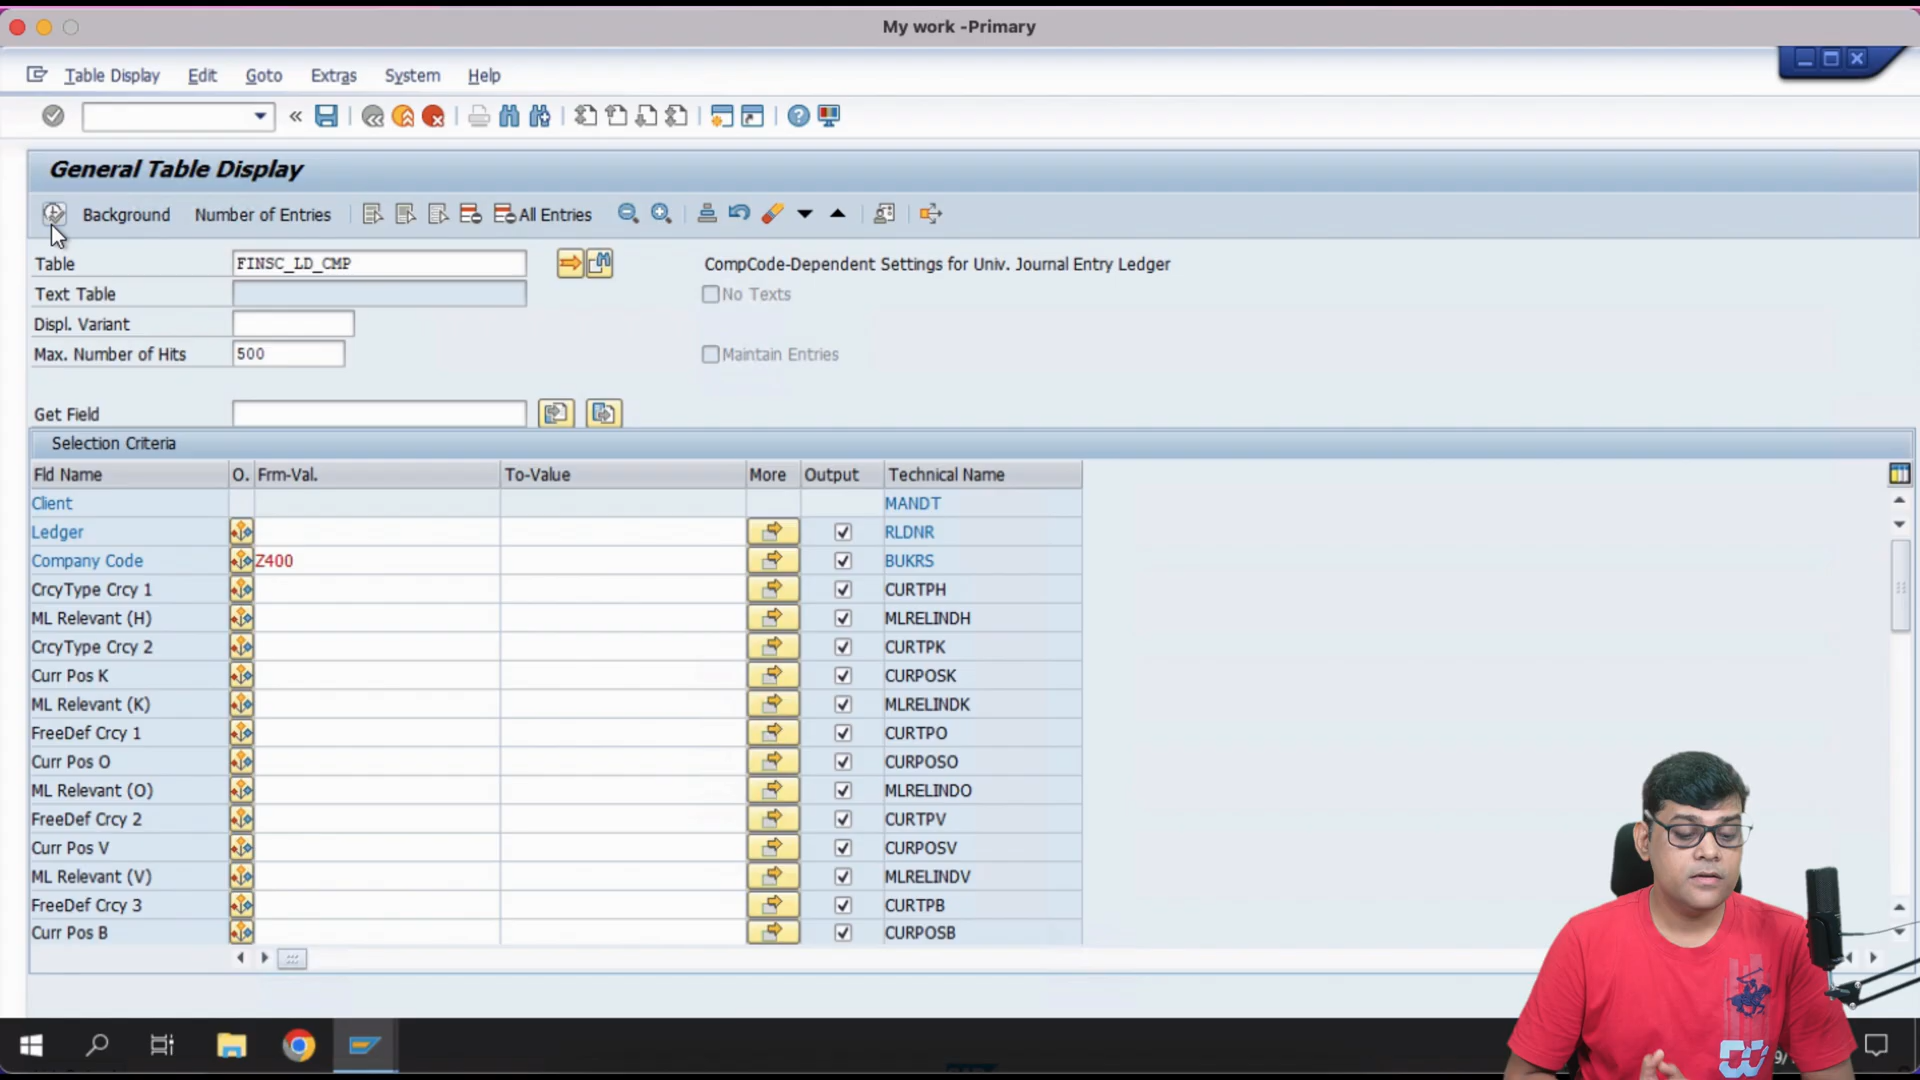 My work -Primary
Table Display Edit Goto Extras System Help
General Table Display
Background Number of Entries All Entries
Table FINSC_LD_CMP CompCode-Dependent Settings for Univ. Journal Entry Ledger
Text Table No Texts
Displ. Variant
Max. Number of Hits 500 Maintain Entries
Get Field
Selection Criteria
Fld Name O. Frm-Val. To-Value More Output Technical Name
Client MANDT
Ledger RLDNR
Company Code Z400 BUKRS
CrcyType Crcy 1 CURTPH
ML Relevant (H) MLRELINDH
CrcyType Crcy 2 CURTPK
Curr Pos K CURPOSK
ML Relevant (K) MLRELINDK
FreeDef Crcy 1 CURTPO
Curr Pos O CURPOSO
ML Relevant (O) MLRELINDO
FreeDef Crcy 2 CURTPV
Curr Pos V CURPOSV
ML Relevant (V) MLRELINDV
FreeDef Crcy 3 CURTPB
Curr Pos B CURPOSB